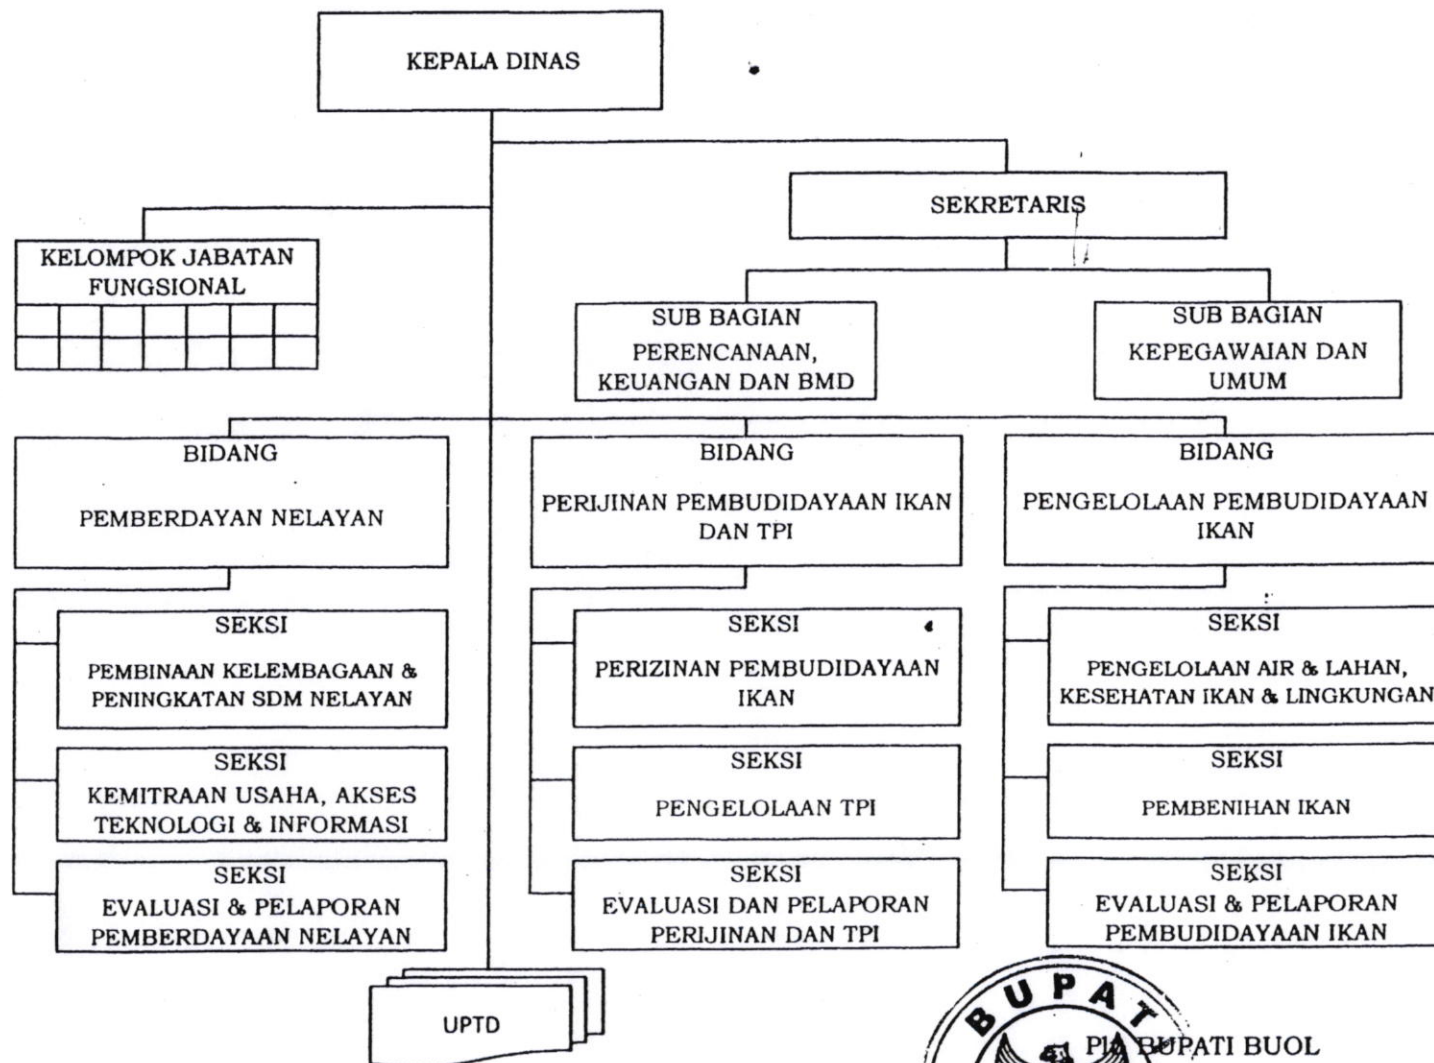 KEPALA DINAS
SEKRETARIS
KELOMPOK JABATAN
FUNGSIONAL
SUB BAGIAN
PERENCANAAN,
KEUANGAN DAN BMD
SUB BAGIAN
KEPEGAWAIAN DAN
UMUM
BIDANG
PEMBERDAYAN NELAYAN
BIDANG
PERIJINAN PEMBUDIDAYAAN IKAN
DAN TPI
BIDANG
PENGELOLAAN PEMBUDIDAYAAN
IKAN
SEKSI
PEMBINAAN KELEMBAGAAN &
PENINGKATAN SDM NELAYAN
SEKSI
KEMITRAAN USAHA, AKSES
TEKNOLOGI & INFORMASI
SEKSI
EVALUASI & PELAPORAN
PEMBERDAYAAN NELAYAN
SEKSI
PERIZINAN PEMBUDIDAYAAN
IKAN
SEKSI
PENGELOLAAN TPI
SEKSI
EVALUASI DAN PELAPORAN
PERIJINAN DAN TPI
SEKSI
PENGELOLAAN AIR & LAHAN,
KESEHATAN IKAN & LINGKUNGAN
SEKSI
PEMBENIHAN IKAN
SEKSI
EVALUASI & PELAPORAN
PEMBUDIDAYAAN IKAN
UPTD
BUPAT
BUPATI BUOL